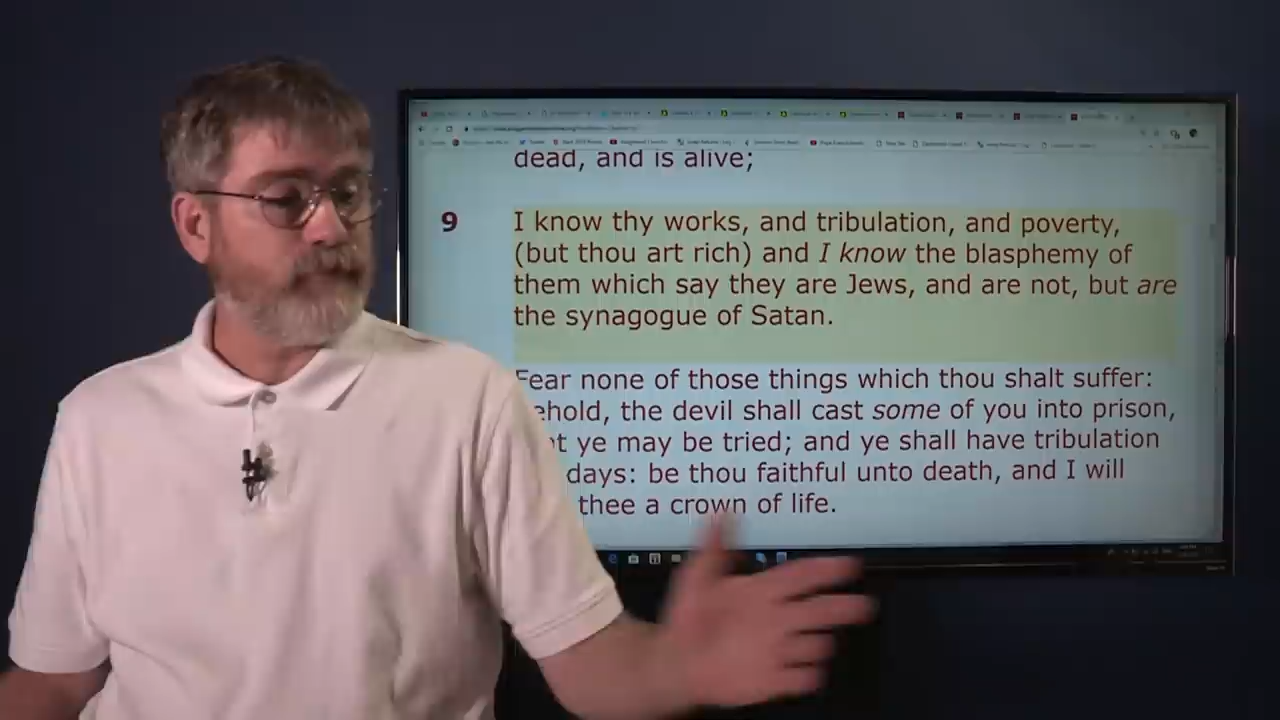 dead, and is alive;
9 I know thy works, and tribulation, and poverty,
(but thou art rich) and I know the blasphemy of
them which say they are Jews, and are not, but are
the synagogue of Satan.
Fear none of those things which thou shalt suffer:
ehold, the devil shall cast some of you into prison,
t ye may be tried; and ye shall have tribulation
days: be thou faithful unto death, and I will
thee a crown of life.